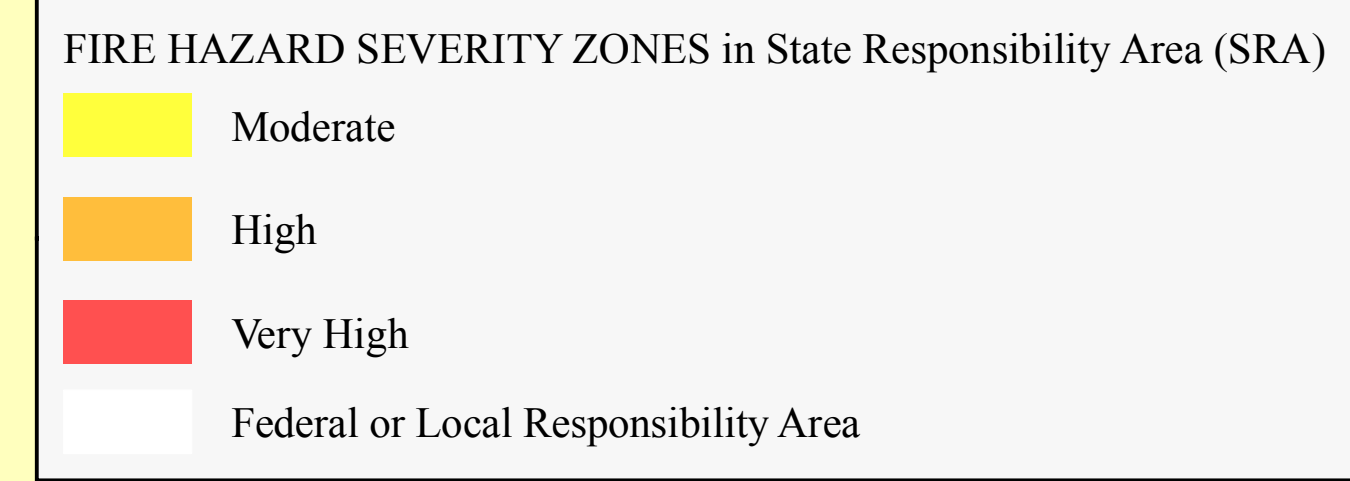 FIRE HAZARD SEVERITY ZONES in State Responsibility Area (SRA)
Moderate
High
Very High
Federal or Local Responsibility Area